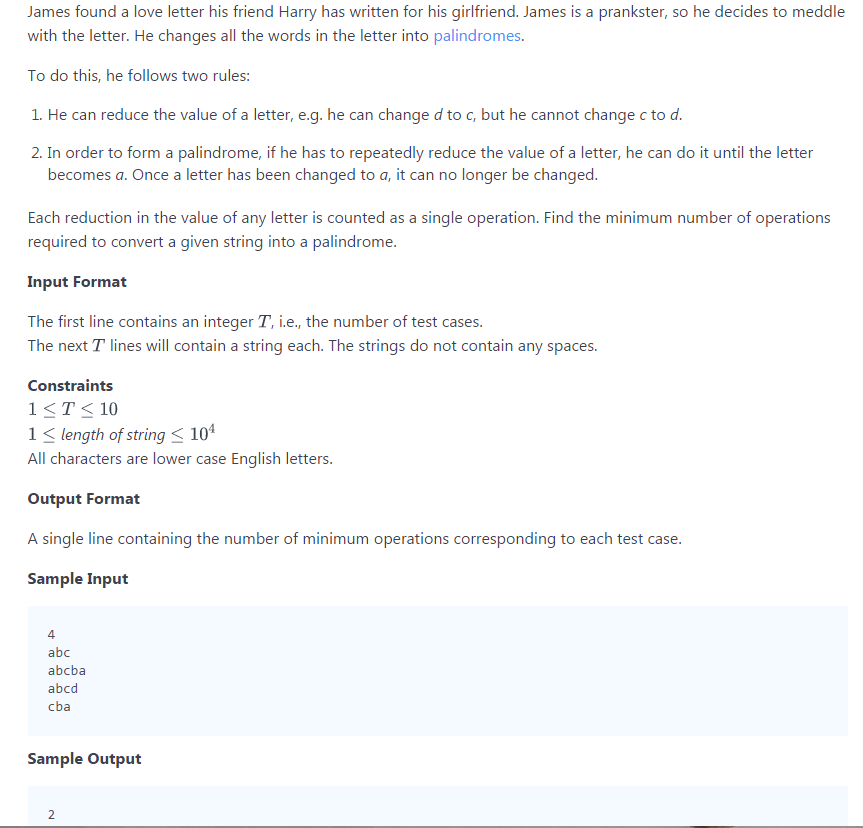 James found a love letter his friend Harry has written for his girlfriend. James is a prankster, so he decides to meddle
with the letter. He changes all the words in the letter into palindromes.
To do this, he follows two rules:
1. He can reduce the value of a letter, e.g. he can change d to c, but he cannot change c to d.
2. In order to form a palindrome, if he has to repeatedly reduce the value of a letter, he can do it until the letter
becomes a. Once a letter has been changed to a, it can no longer be changed.
Each reduction in the value of any letter is counted as a single operation. Find the minimum number of operations
required to convert a given string into a palindrome.
Input Format
The first line contains an integer T, i.e., the number of test cases.
The next T lines will contain a string each. The strings do not contain any spaces.
Constraints
1 ≤ T ≤ 10
1 ≤ length of string ≤ 10⁴
All characters are lower case English letters.
Output Format
A single line containing the number of minimum operations corresponding to each test case.
Sample Input
4
abc
abcba
abcd
cba
Sample Output
2